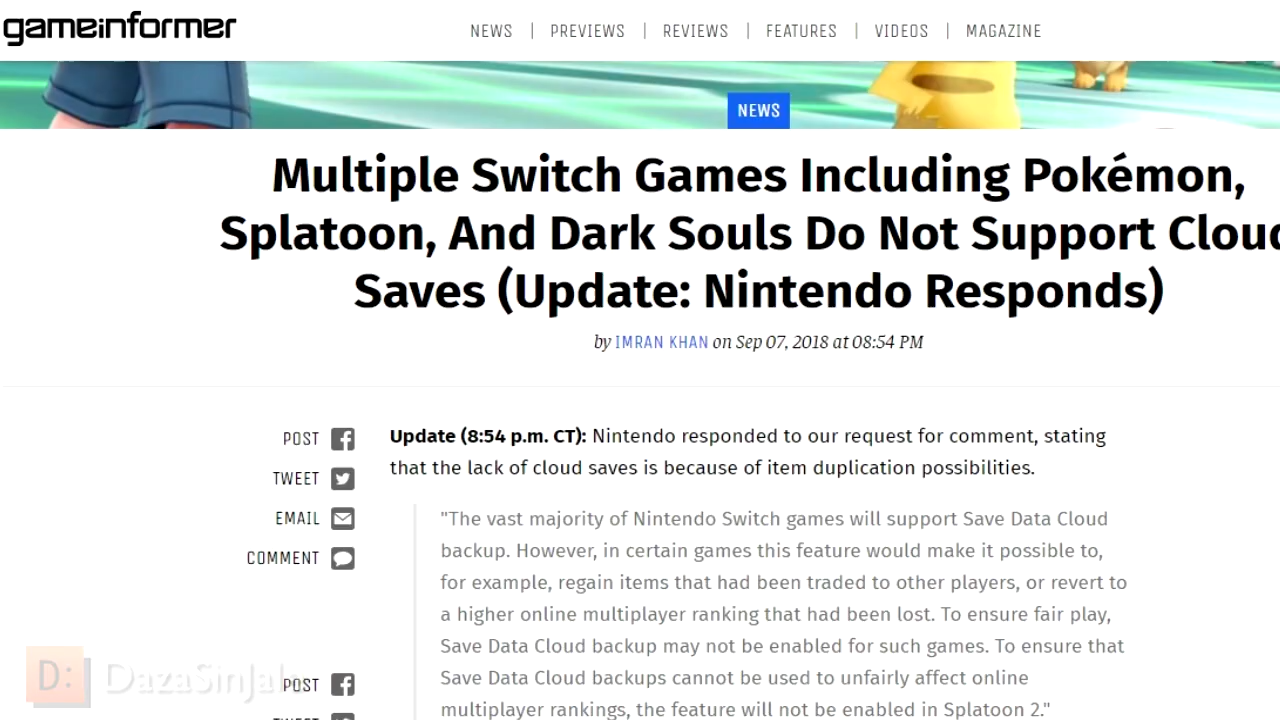 gameinformer
NEWS | PREVIEWS | REVIEWS | FEATURES | VIDEOS | MAGAZINE
NEWS
Multiple Switch Games Including Pokémon,
Splatoon, And Dark Souls Do Not Support Cloud
Saves (Update: Nintendo Responds)
by IMRAN KHAN on Sep 07, 2018 at 08:54 PM
POST
TWEET
EMAIL
COMMENT
Update (8:54 p.m. CT): Nintendo responded to our request for comment, stating
that the lack of cloud saves is because of item duplication possibilities.
"The vast majority of Nintendo Switch games will support Save Data Cloud
backup. However, in certain games this feature would make it possible to,
for example, regain items that had been traded to other players, or revert to
a higher online multiplayer ranking that had been lost. To ensure fair play,
Save Data Cloud backup may not be enabled for such games. To ensure that
Save Data Cloud backups cannot be used to unfairly affect online
multiplayer rankings, the feature will not be enabled in Splatoon 2."
D:
POST
TWEET